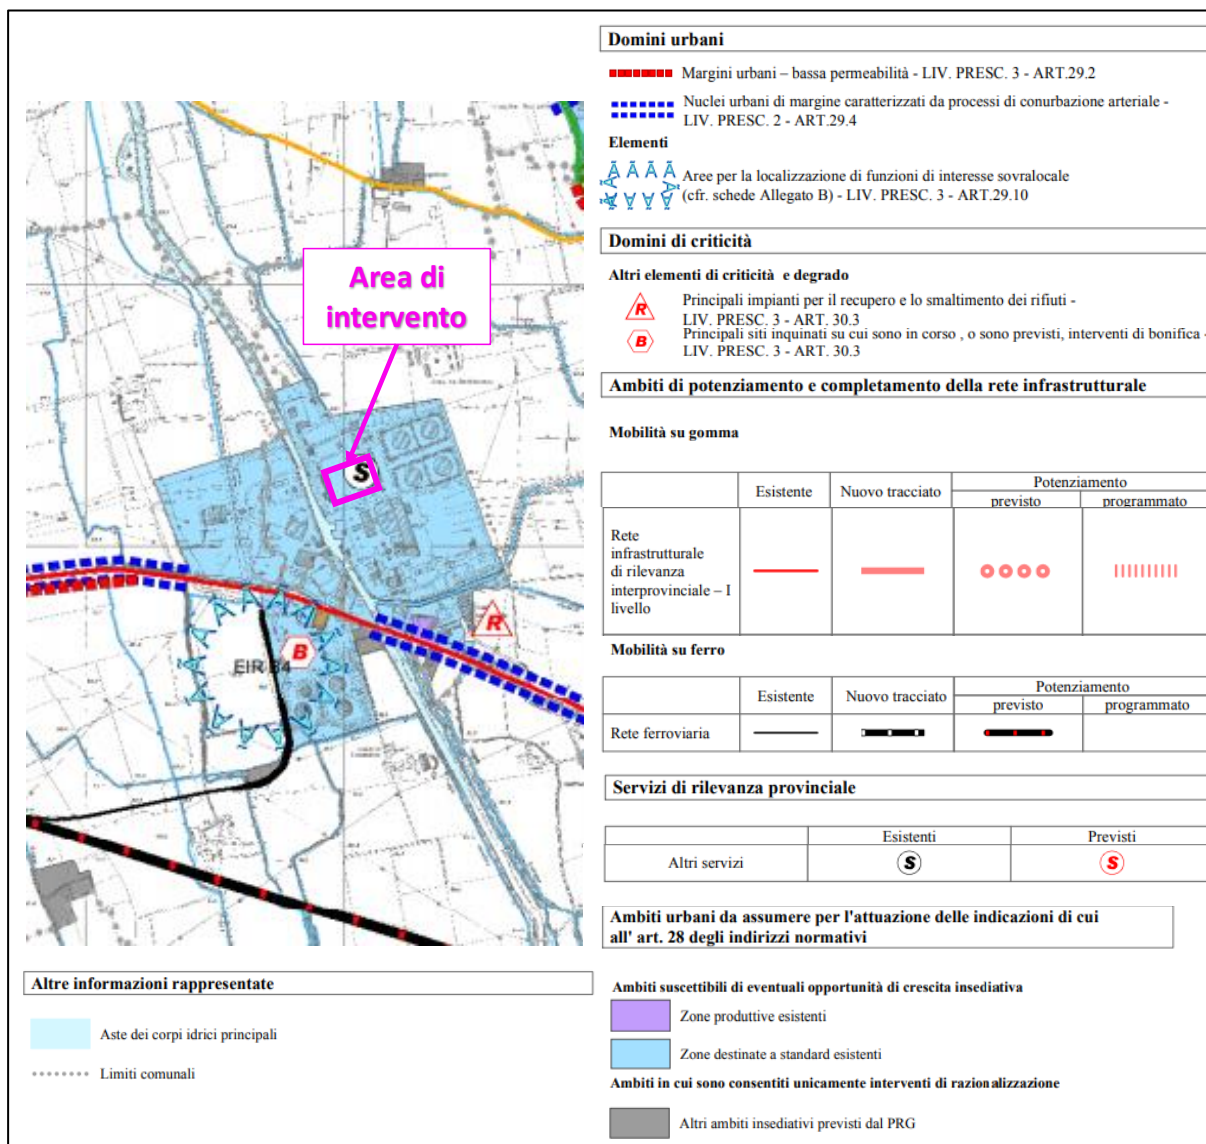 Area di
intervento
S
R
B
EIR 34
Domini urbani
Margini urbani – bassa permeabilità - LIV. PRESC. 3 - ART.29.2
Nuclei urbani di margine caratterizzati da processi di conurbazione arteriale -
LIV. PRESC. 2 - ART.29.4
Elementi
Aree per la localizzazione di funzioni di interesse sovralocale
(cfr. schede Allegato B) - LIV. PRESC. 3 - ART.29.10
Domini di criticità
Altri elementi di criticità e degrado
R
Principali impianti per il recupero e lo smaltimento dei rifiuti -
LIV. PRESC. 3 - ART. 30.3
B
Principali siti inquinati su cui sono in corso , o sono previsti, interventi di bonifica -
LIV. PRESC. 3 - ART. 30.3
Ambiti di potenziamento e completamento della rete infrastrutturale
Mobilità su gomma
Esistente Nuovo tracciato Potenziamento
previsto programmato
Rete
infrastrutturale
di rilevanza
interprovinciale – I
livello
Mobilità su ferro
Esistente Nuovo tracciato Potenziamento
previsto programmato
Rete ferroviaria
Servizi di rilevanza provinciale
Esistenti Previsti
Altri servizi S S
Ambiti urbani da assumere per l'attuazione delle indicazioni di cui
all' art. 28 degli indirizzi normativi
Ambiti suscettibili di eventuali opportunità di crescita insediativa
Zone produttive esistenti
Zone destinate a standard esistenti
Ambiti in cui sono consentiti unicamente interventi di razionalizzazione
Altri ambiti insediativi previsti dal PRG
Altre informazioni rappresentate
Aste dei corpi idrici principali
Limiti comunali